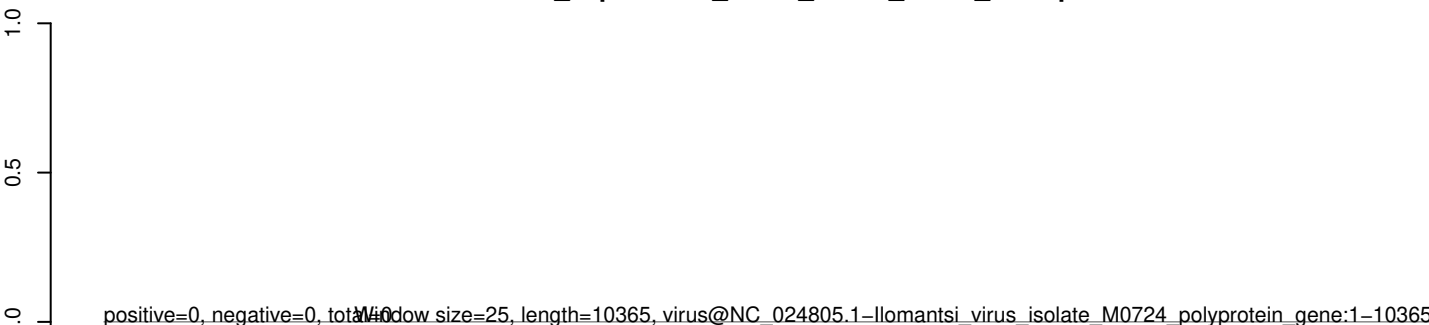 1.0
0.5
.0
positive=0, negative=0, total=0
Window size=25, length=10365, virus@NC_024805.1−Ilomantsi_virus_isolate_M0724_polyprotein_gene:1−10365